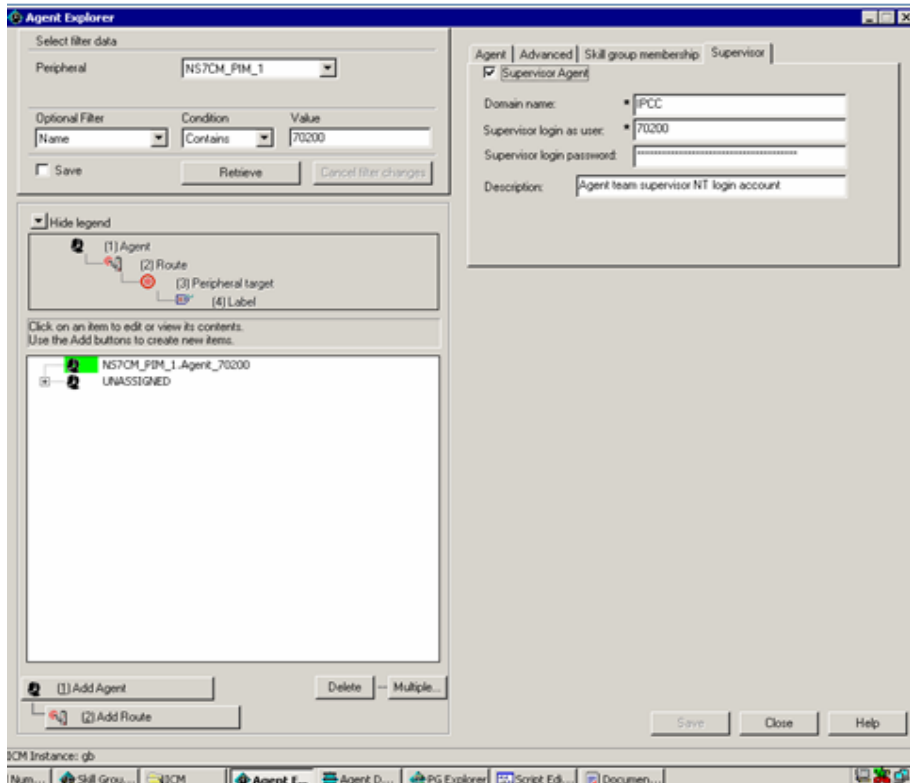 Agent Explorer
Select filter data
Peripheral NS7CM_PIM_1
Optional Filter Condition Value
Name Contains 70200
Save Retrieve Cancel filter changes
Hide legend
(1) Agent
(2) Route
(3) Peripheral target
(4) Label
Click on an item to edit or view its contents.
Use the Add buttons to create new items.
NS7CM_PIM_1.Agent_70200
UNASSIGNED
(1) Add Agent Delete Multiple...
(2) Add Route
Agent Advanced Skill group membership Supervisor
Supervisor Agent
Domain name: * IPCC
Supervisor login as user: * 70200
Supervisor login password: ****************************************
Description: Agent team supervisor NT login account
Save Close Help
ICM Instance: gb
Num... Skill Grou... ICM Agent E... Agent D... PG Explorer Script Edi... Documen...